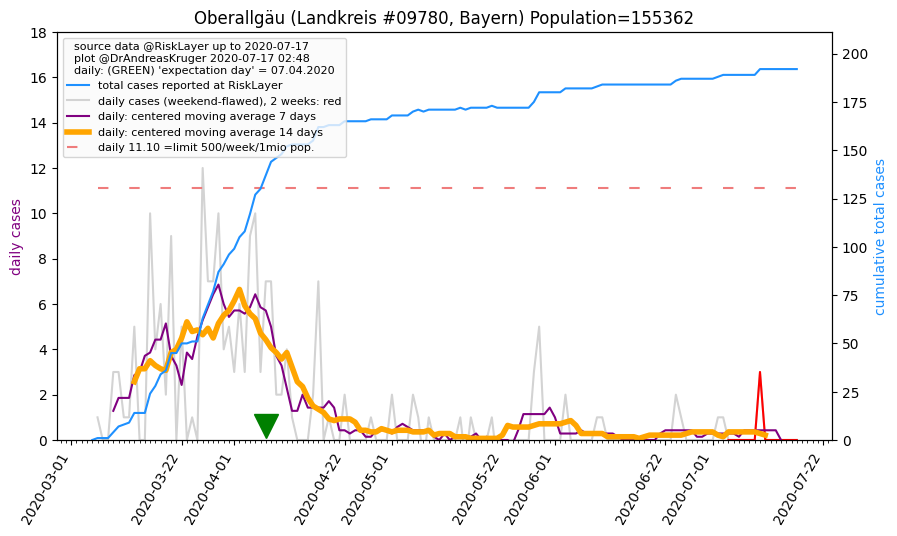 Oberallgäu (Landkreis #09780, Bayern) Population=155362
source data @RiskLayer up to 2020-07-17
plot @DrAndreasKruger 2020-07-17 02:48
daily: (GREEN) 'expectation day' = 07.04.2020
total cases reported at RiskLayer
daily cases (weekend-flawed), 2 weeks: red
daily: centered moving average 7 days
daily: centered moving average 14 days
daily 11.10 =limit 500/week/1mio pop.
daily cases
18
16
14
12
10
8
6
4
2
0
cumulative total cases
200
175
150
125
100
75
50
25
0
2020-03-01
2020-03-22
2020-04-01
2020-04-22
2020-05-01
2020-05-22
2020-06-01
2020-06-22
2020-07-01
2020-07-22